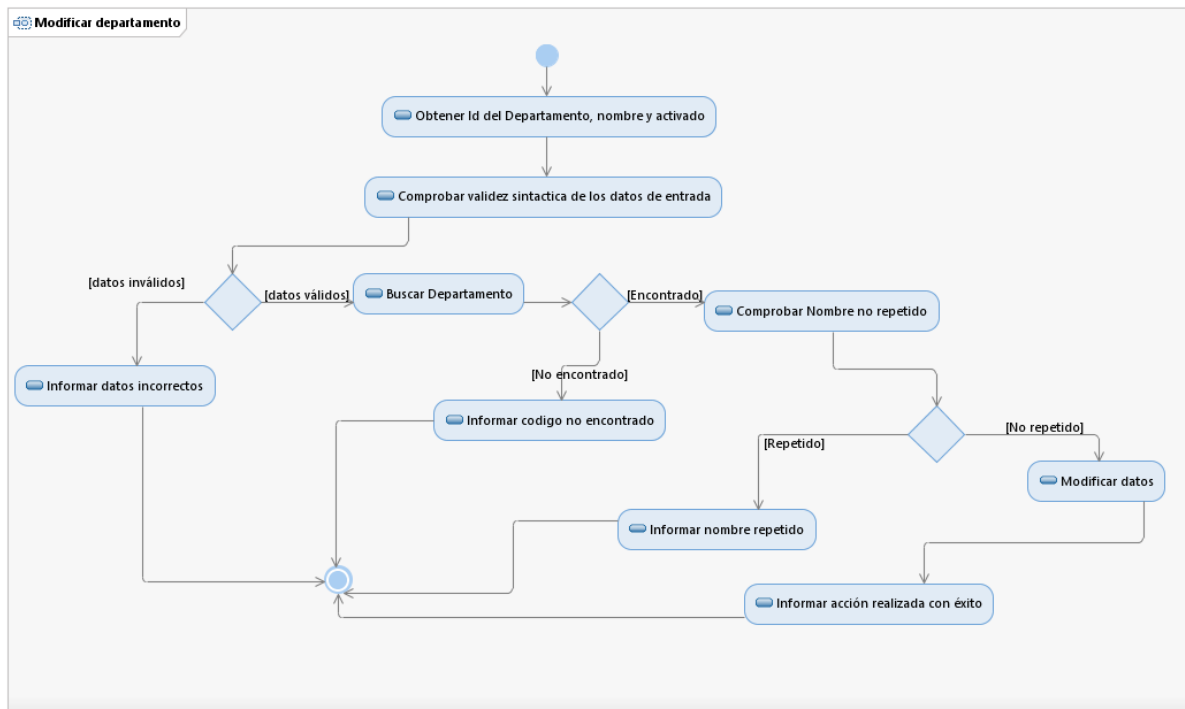 Modificar departamento
Obtener Id del Departamento, nombre y activado
Comprobar validez sintactica de los datos de entrada
[datos inválidos]
[datos válidos]
Buscar Departamento
[Encontrado]
Comprobar Nombre no repetido
Informar datos incorrectos
[No encontrado]
Informar codigo no encontrado
[Repetido]
[No repetido]
Modificar datos
Informar nombre repetido
Informar acción realizada con éxito